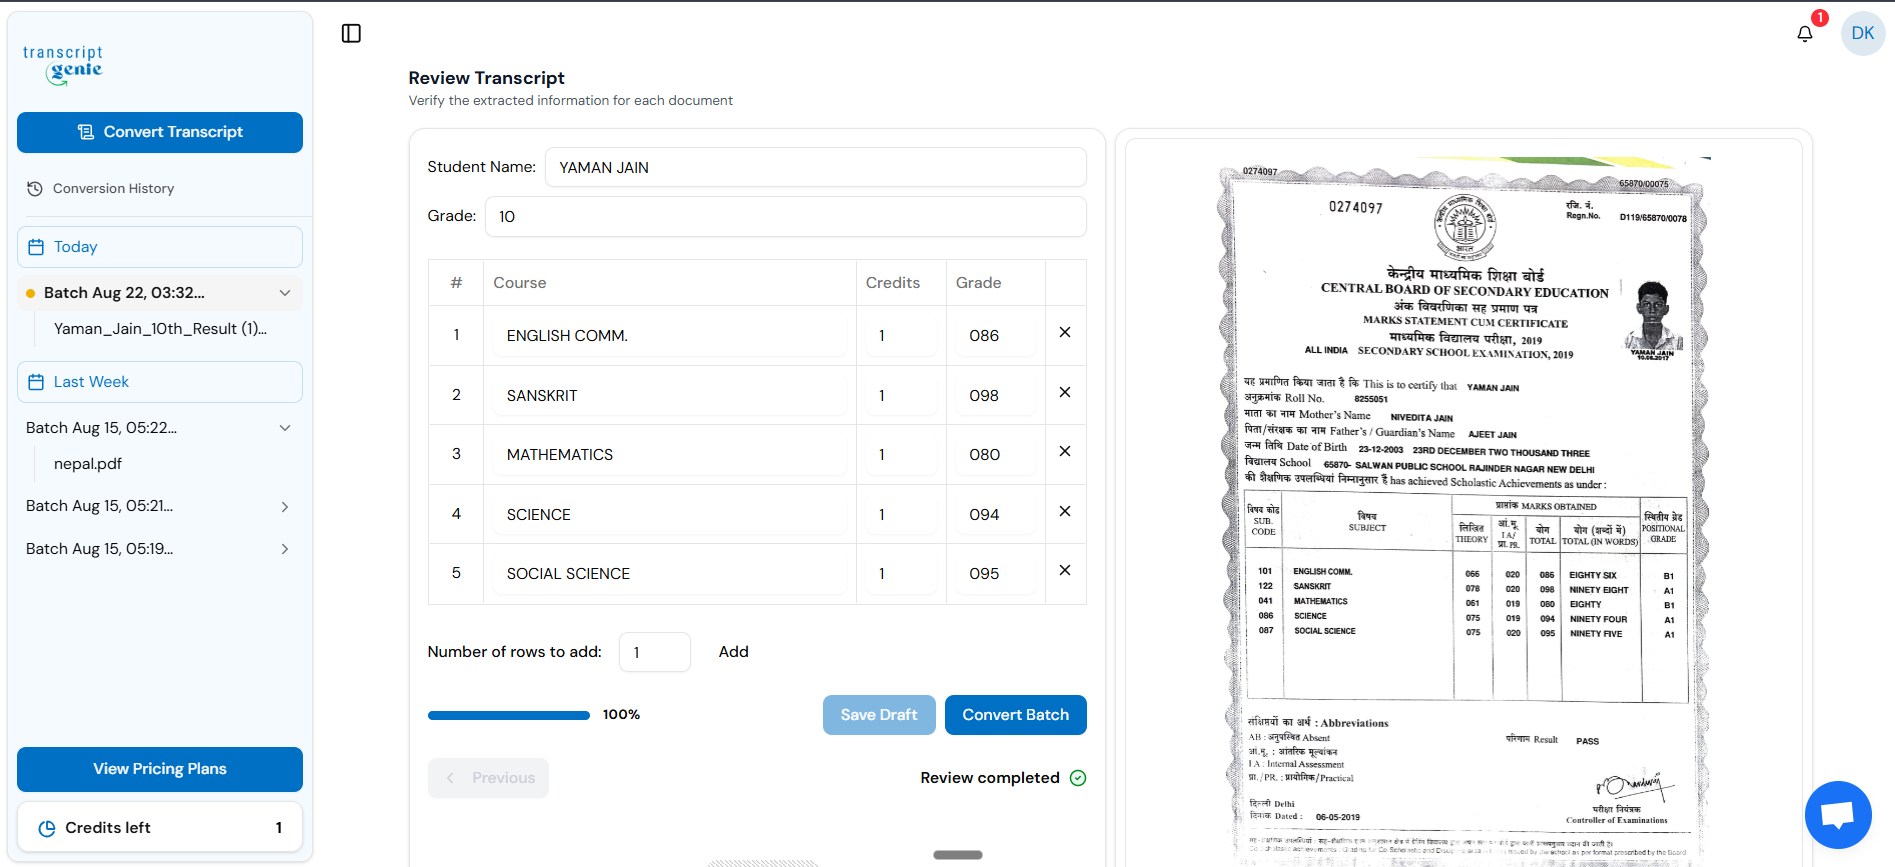 transcript
genie
Convert Transcript
Conversion History
Today
Batch Aug 22, 03:32...
Yaman_Jain_10th_Result (1)...
Last Week
Batch Aug 15, 05:22...
nepal.pdf
Batch Aug 15, 05:21...
Batch Aug 15, 05:19...
View Pricing Plans
Credits left 1
1
DK
Review Transcript
Verify the extracted information for each document
Student Name: YAMAN JAIN
Grade: 10
# Course Credits Grade
1 ENGLISH COMM. 1 086
2 SANSKRIT 1 098
3 MATHEMATICS 1 080
4 SCIENCE 1 094
5 SOCIAL SCIENCE 1 095
Number of rows to add: 1 Add
100% Save Draft Convert Batch
Previous Review completed
0274097 65870/00075
0274097
रजि. नं.
Regn.No. D119/65870/0078
भारत
केन्द्रीय माध्यमिक शिक्षा बोर्ड
CENTRAL BOARD OF SECONDARY EDUCATION
अंक विवरणिका सह प्रमाण पत्र
MARKS STATEMENT CUM CERTIFICATE
माध्यमिक विद्यालय परीक्षा, 2019
ALL INDIA SECONDARY SCHOOL EXAMINATION, 2019
YAMAN JAIN
10.08.2017
यह प्रमाणित किया जाता है कि This is to certify that YAMAN JAIN
अनुक्रमांक Roll No. 8255051
माता का नाम Mother's Name NIVEDITA JAIN
पिता/संरक्षक का नाम Father's / Guardian's Name AJEET JAIN
जन्म तिथि Date of Birth 23-12-2003 23RD DECEMBER TWO THOUSAND THREE
विद्यालय School 65870- SALWAN PUBLIC SCHOOL RAJINDER NAGAR NEW DELHI
की शैक्षणिक उपलब्धियां निम्नानुसार हैं has achieved Scholastic Achievements as under :
विषय कोड SUB. CODE
विषय SUBJECT
प्राप्तांक MARKS OBTAINED
लिखित THEORY
आं.मू. I A/ प्रा. PR.
योग TOTAL
योग (शब्दों में) TOTAL (IN WORDS)
स्थितीय ग्रेड POSITIONAL GRADE
101 ENGLISH COMM. 066 020 086 EIGHTY SIX B1
122 SANSKRIT 078 020 098 NINETY EIGHT A1
041 MATHEMATICS 061 019 080 EIGHTY B1
086 SCIENCE 075 019 094 NINETY FOUR A1
087 SOCIAL SCIENCE 075 020 095 NINETY FIVE A1
संक्षिप्तियों का अर्थ : Abbreviations
AB : अनुपस्थित Absent
परिणाम Result PASS
आं.मू. : आंतरिक मूल्यांकन
I A : Internal Assessment
प्रा. /PR. : प्रायोगिक/Practical
दिल्ली Delhi
दिनांक Dated : 06-05-2019
परीक्षा नियंत्रक
Controller of Examinations